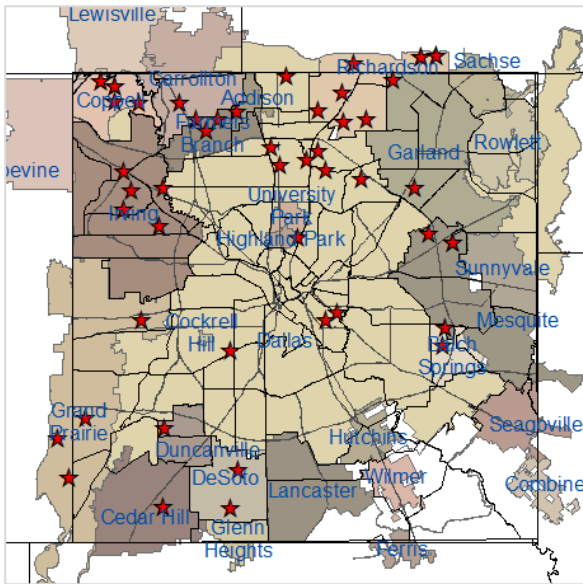 Lewisville
Richardson
Sachse
Carrollton
Addison
Coppell
Farmers
Branch
Garland
Rowlett
pevine
University
Park
Irving
Highland Park
Sunnyvale
Cockrell
Hill
Dallas
Mesquite
Balch
Springs
Grand
Prairie
Seagoville
Duncanville
Hutchins
DeSoto
Lancaster
Wilmer
Combine
Cedar Hill
Glenn
Heights
Ferris